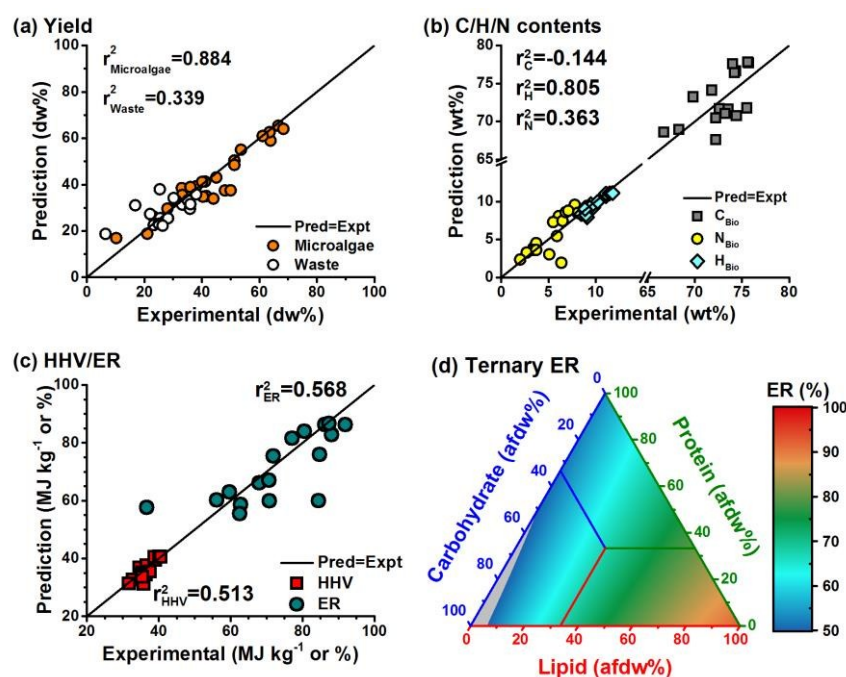 (a) Yield
100
80
60
40
20
0
0 20 40 60 80 100
Prediction (dw%)
Experimental (dw%)
r²Microalgae=0.884
r²Waste=0.339
Pred=Expt
Microalgae
Waste
(b) C/H/N contents
80
75
70
65
15
10
5
0
0 5 10 65 70 75 80
Prediction (wt%)
Experimental (wt%)
r²C=-0.144
r²H=0.805
r²N=0.363
Pred=Expt
CBio
NBio
HBio
(c) HHV/ER
100
80
60
40
20
20 40 60 80 100
Prediction (MJ kg⁻¹ or %)
Experimental (MJ kg⁻¹ or %)
r²ER=0.568
r²HHV=0.513
Pred=Expt
HHV
ER
(d) Ternary ER
Carbohydrate (afdw%)
0
20
40
60
80
100
Protein (afdw%)
100
80
60
40
20
0
0 20 40 60 80 100
Lipid (afdw%)
ER (%)
100
90
80
70
60
50